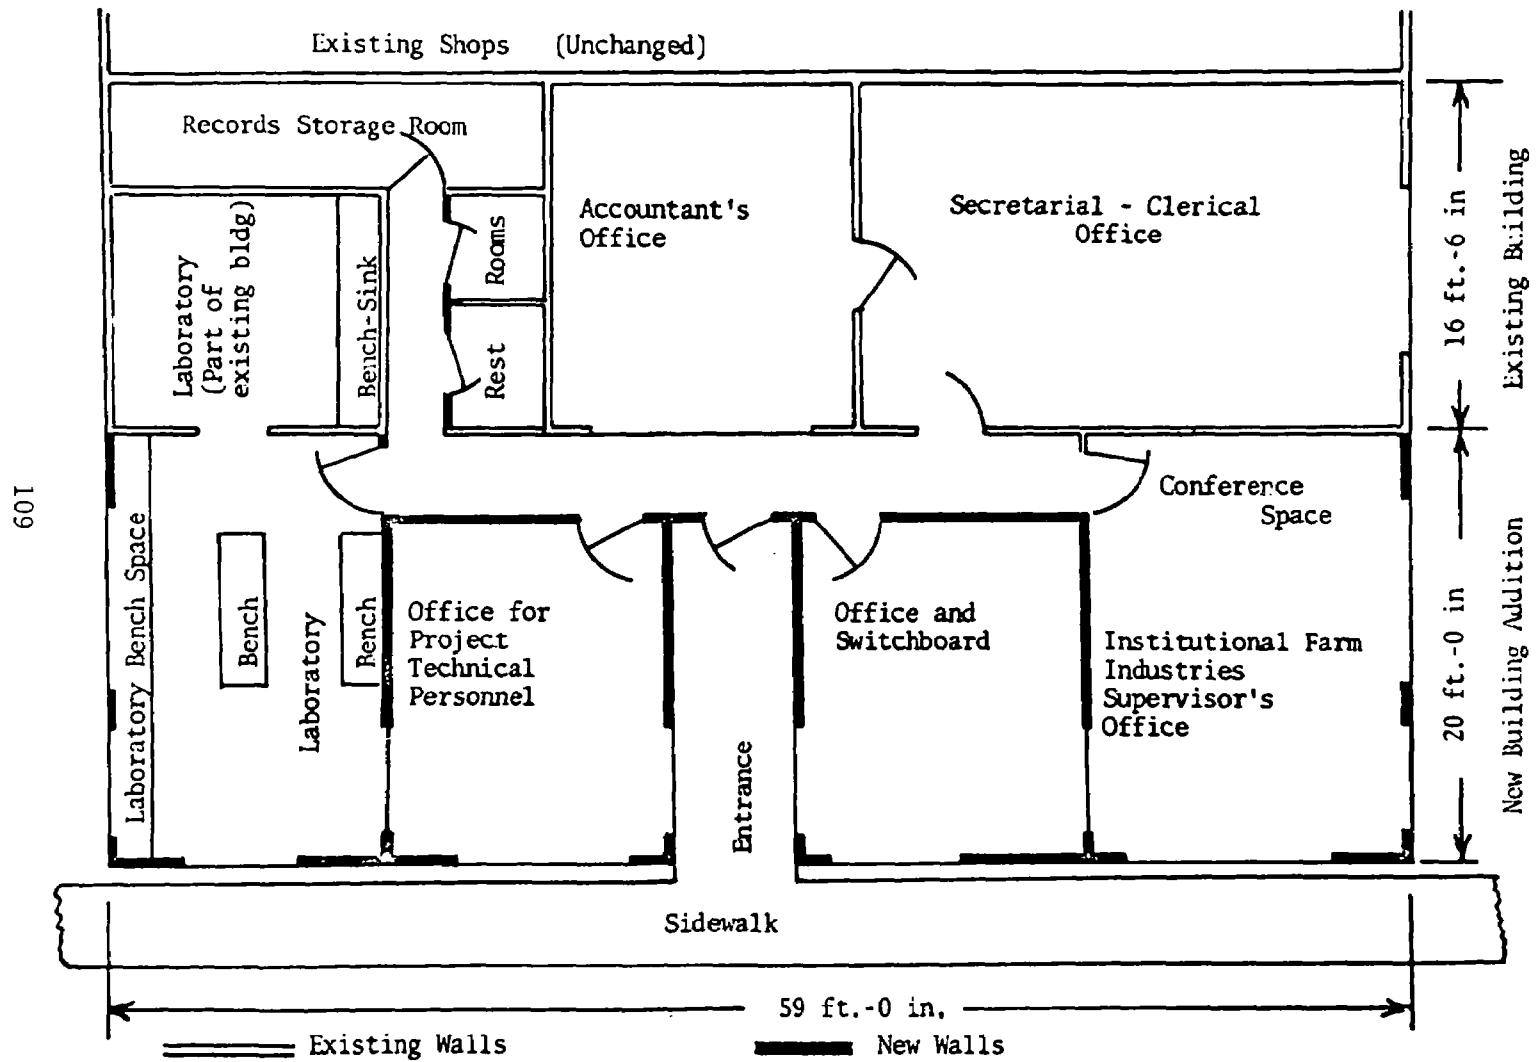 Existing Shops (Unchanged)
Records Storage Room
Laboratory
(Part of
existing bldg)
Bench-Sink
Rooms
Rest
Accountant's
Office
Secretarial - Clerical
Office
16 ft.-6 in
Existing Building
109
Laboratory Bench Space
Bench
Laboratory
Bench
Office for
Project
Technical
Personnel
Entrance
Office and
Switchboard
Conference
Space
Institutional Farm
Industries
Supervisor's
Office
20 ft.-0 in
New Building Addition
Sidewalk
59 ft.-0 in.
Existing Walls
New Walls